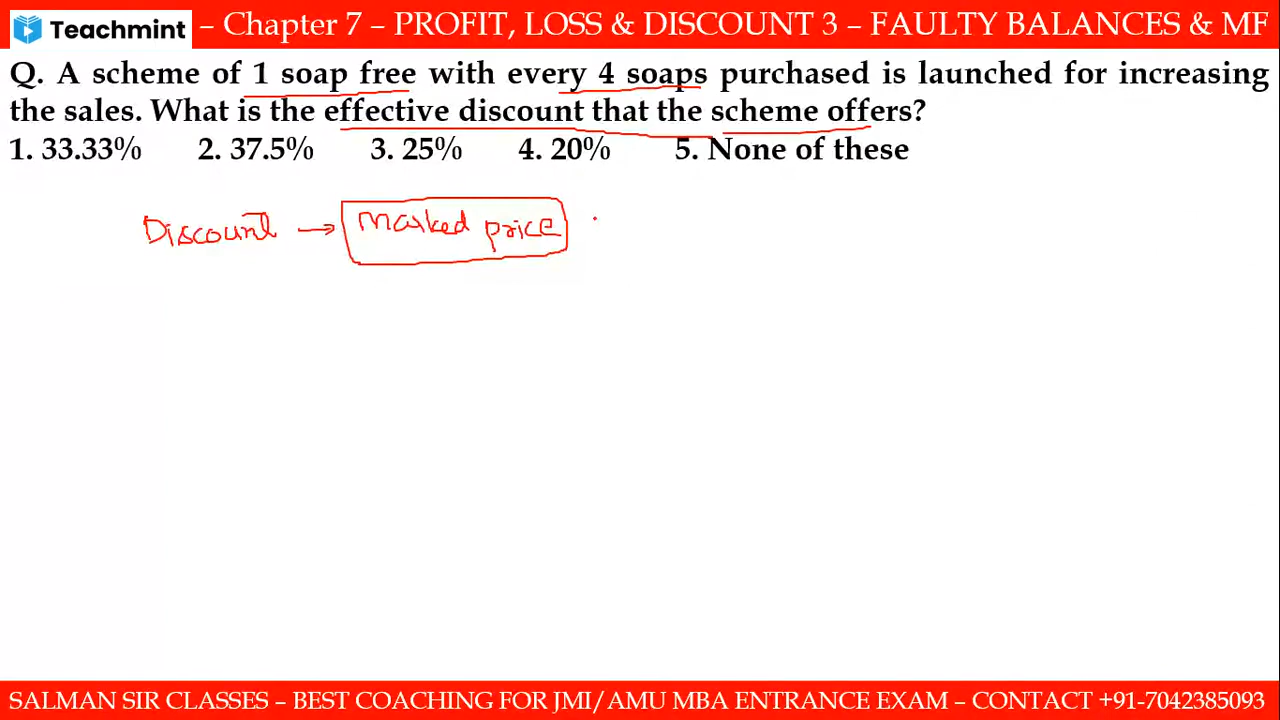 Teachmint – Chapter 7 – PROFIT, LOSS & DISCOUNT 3 – FAULTY BALANCES & MF
Q. A scheme of 1 soap free with every 4 soaps purchased is launched for increasing
the sales. What is the effective discount that the scheme offers?
1. 33.33% 2. 37.5% 3. 25% 4. 20% 5. None of these
Discount → Marked price
SALMAN SIR CLASSES – BEST COACHING FOR JMI/AMU MBA ENTRANCE EXAM – CONTACT +91-7042385093